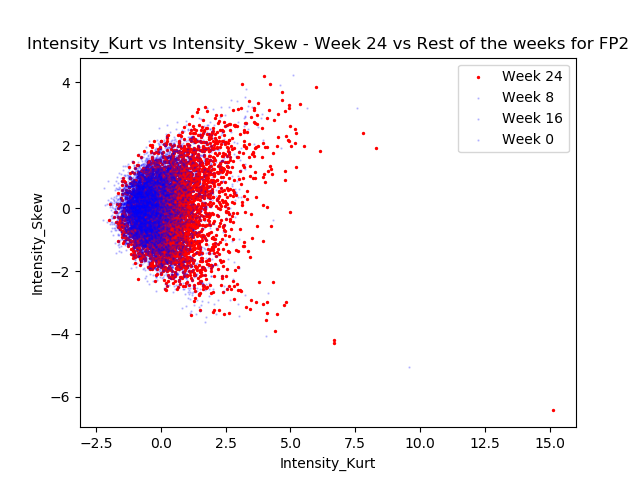 Intensity_Kurt vs Intensity_Skew - Week 24 vs Rest of the weeks for FP2
Week 24
Week 8
Week 16
Week 0
4
2
0
−2
−4
−6
Intensity_Skew
−2.5 0.0 2.5 5.0 7.5 10.0 12.5 15.0
Intensity_Kurt